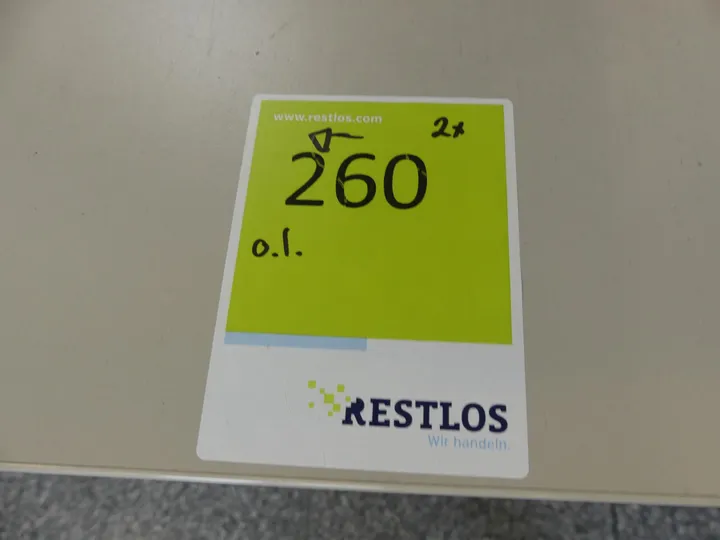 www.restlos.com
2x
260
o.l.
RESTLOS
Wir handeln.